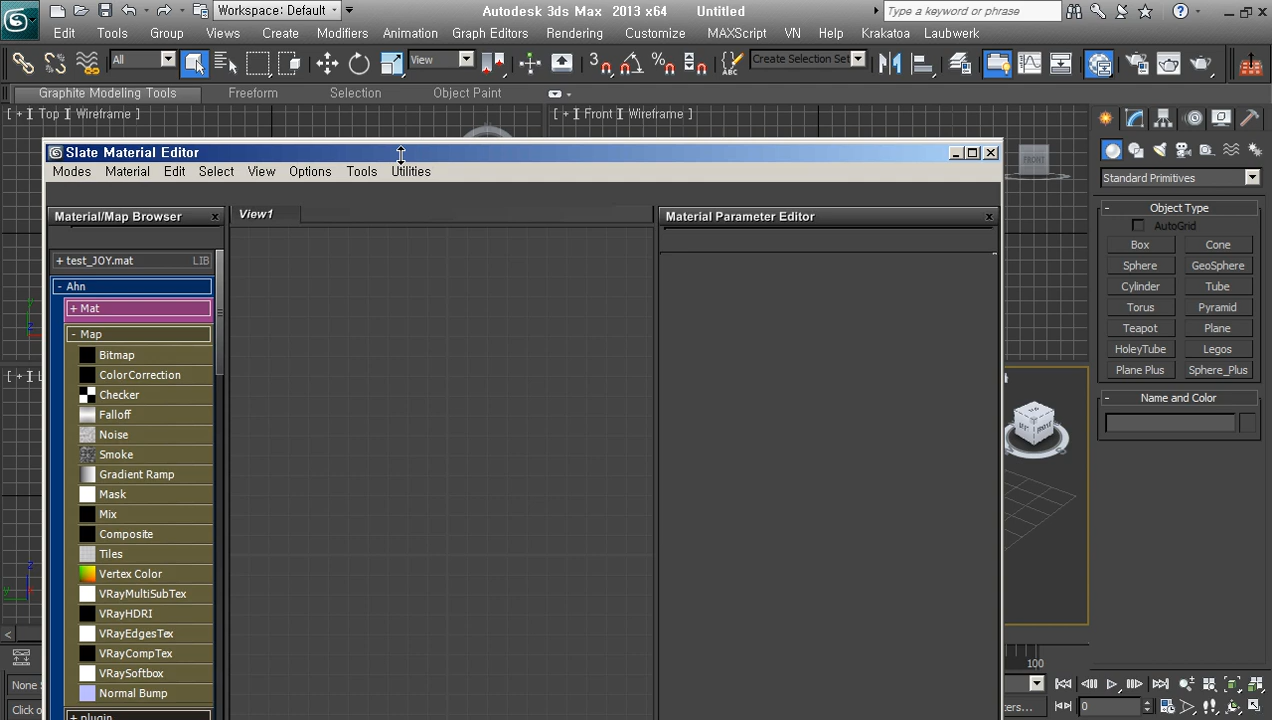 Workspace: Default
Autodesk 3ds Max 2013 x64 Untitled
Type a keyword or phrase
Edit Tools Group Views Create Modifiers Animation Graph Editors Rendering Customize MAXScript VN Help Krakatoa Laubwerk
All
View
3
Create Selection Set
Graphite Modeling Tools Freeform Selection Object Paint
[ + ] Top ] Wireframe ]
[ + ] Front ] Wireframe ]
Slate Material Editor
Modes Material Edit Select View Options Tools Utilities
Material/Map Browser x
View1
Material Parameter Editor x
+ test_JOY.mat LIB
- Ahn
+ Mat
- Map
Bitmap
ColorCorrection
Checker
Falloff
Noise
Smoke
Gradient Ramp
Mask
Mix
Composite
Tiles
Vertex Color
VRayMultiSubTex
VRayHDRI
VRayEdgesTex
VRayCompTex
VRaySoftbox
Normal Bump
+ plugin
FRONT
Standard Primitives
- Object Type
AutoGrid
Box Cone
Sphere GeoSphere
Cylinder Tube
Torus Pyramid
Teapot Plane
HoleyTube Legos
Plane Plus Sphere_Plus
- Name and Color
[ + ] L
z
y
<
100
None S
Click o
ters...
0